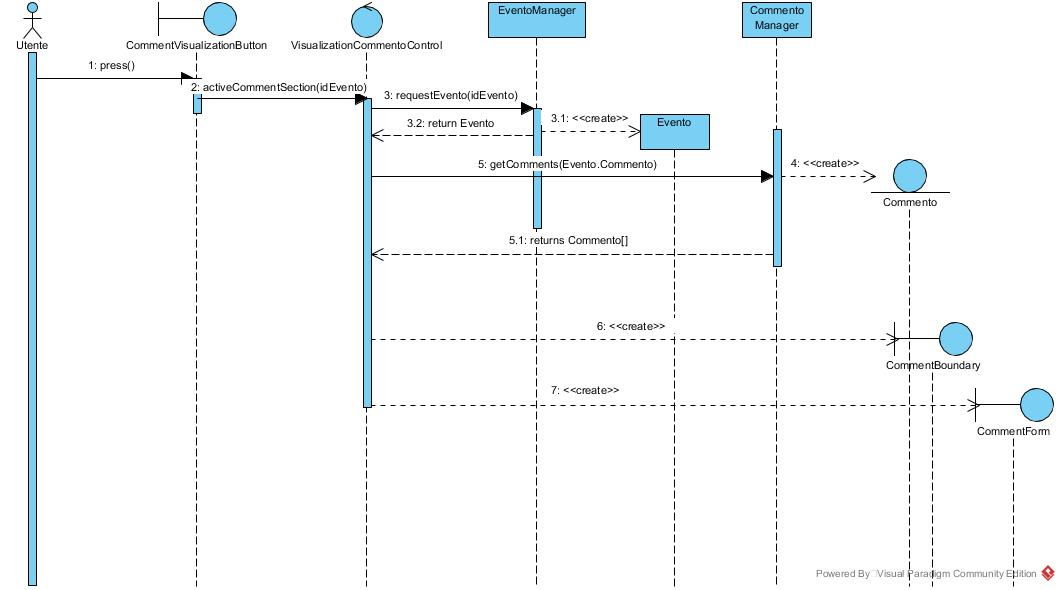 EventoManager
Commento
Manager
Utente
CommentVisualizationButton
VisualizationCommentoControl
1: press()
2: activeCommentSection(idEvento)
3: requestEvento(idEvento)
3.1: <<create>>
3.2: return Evento
Evento
5: getComments(Evento.Commento)
4: <<create>>
Commento
5.1: returns Commento[]
6: <<create>>
CommentBoundary
7: <<create>>
CommentForm
Powered By Visual Paradigm Community Edition